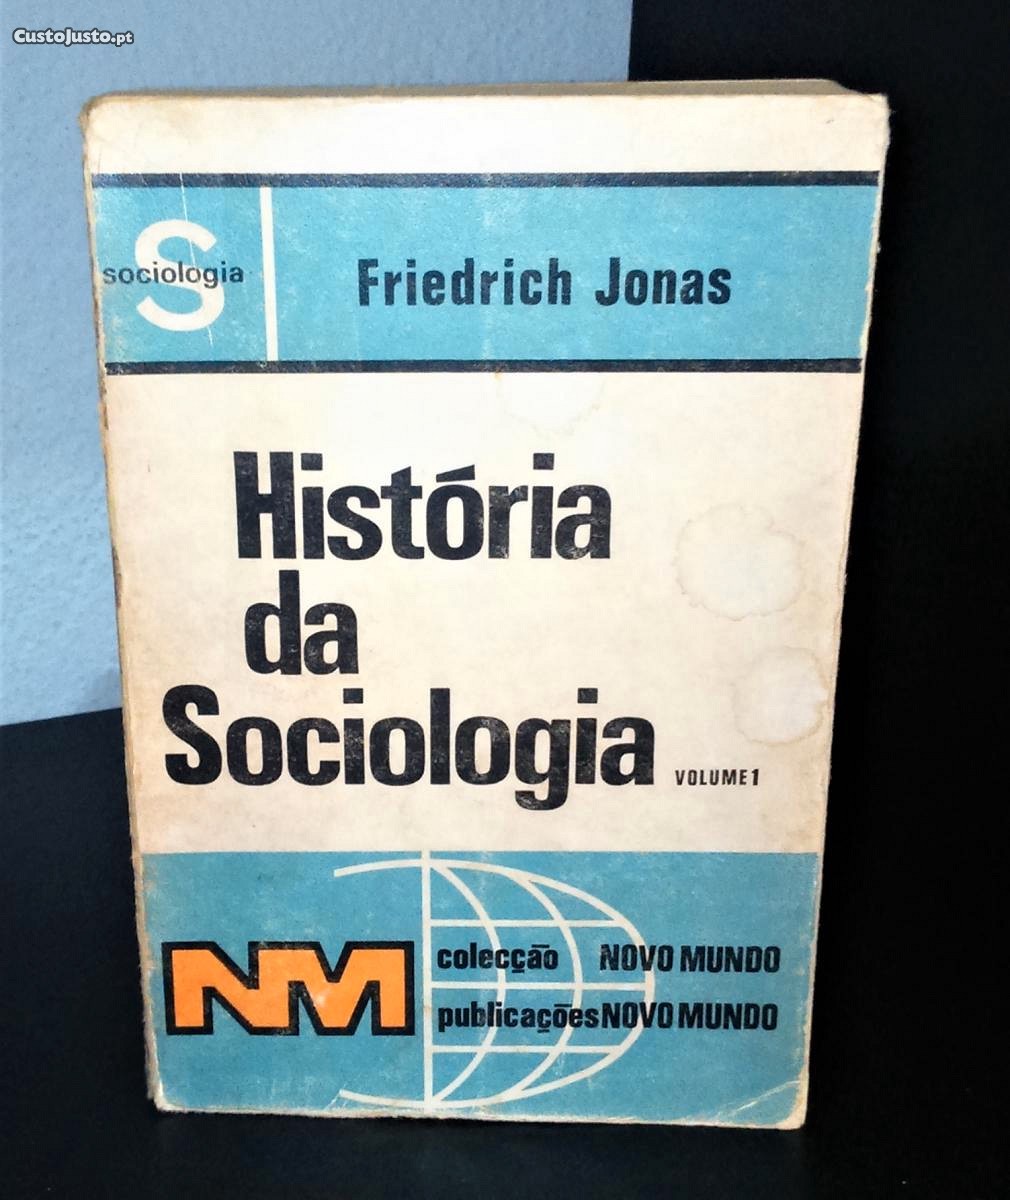 CustoJusto.pt
S
sociologia
Friedrich Jonas
História
da
Sociologia
VOLUME 1
NM
colecção NOVO MUNDO
publicações NOVO MUNDO